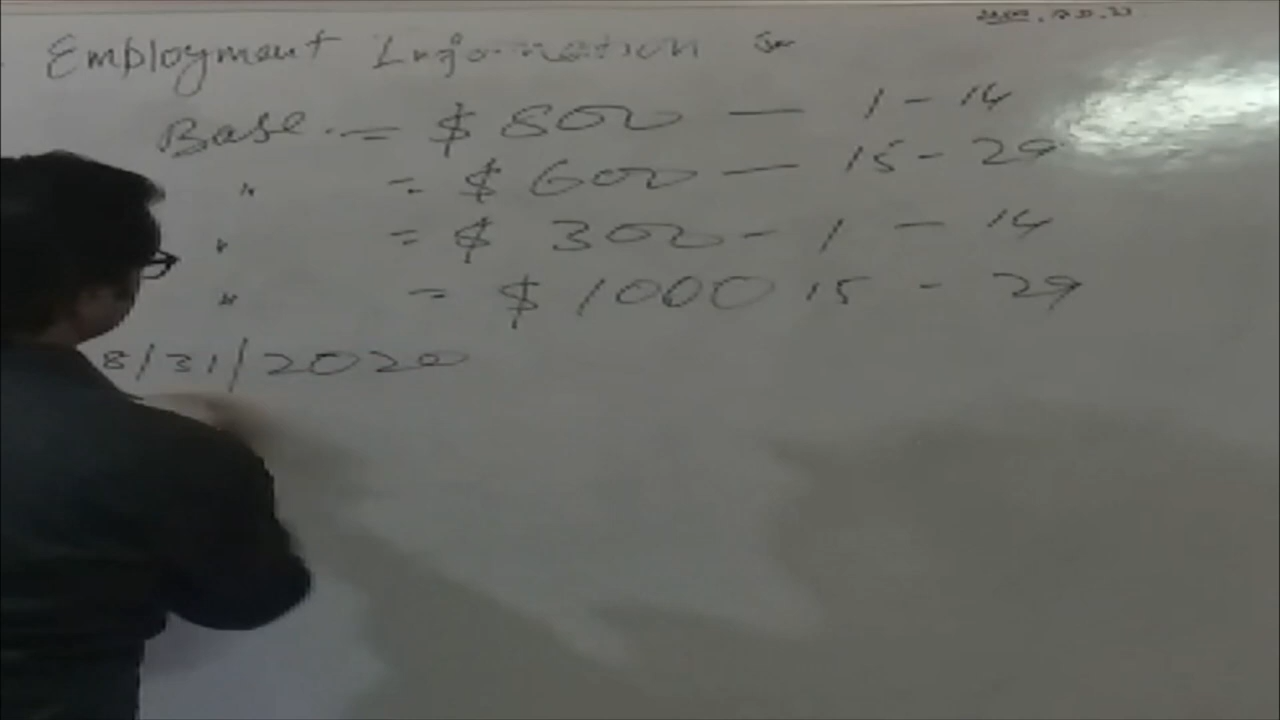 Employment Information
Base = $ 800 — 1 - 14
" = $ 600 — 15 - 29
" = $ 300 - 1 - 14
" = $ 1000 15 - 29
8/31/2020